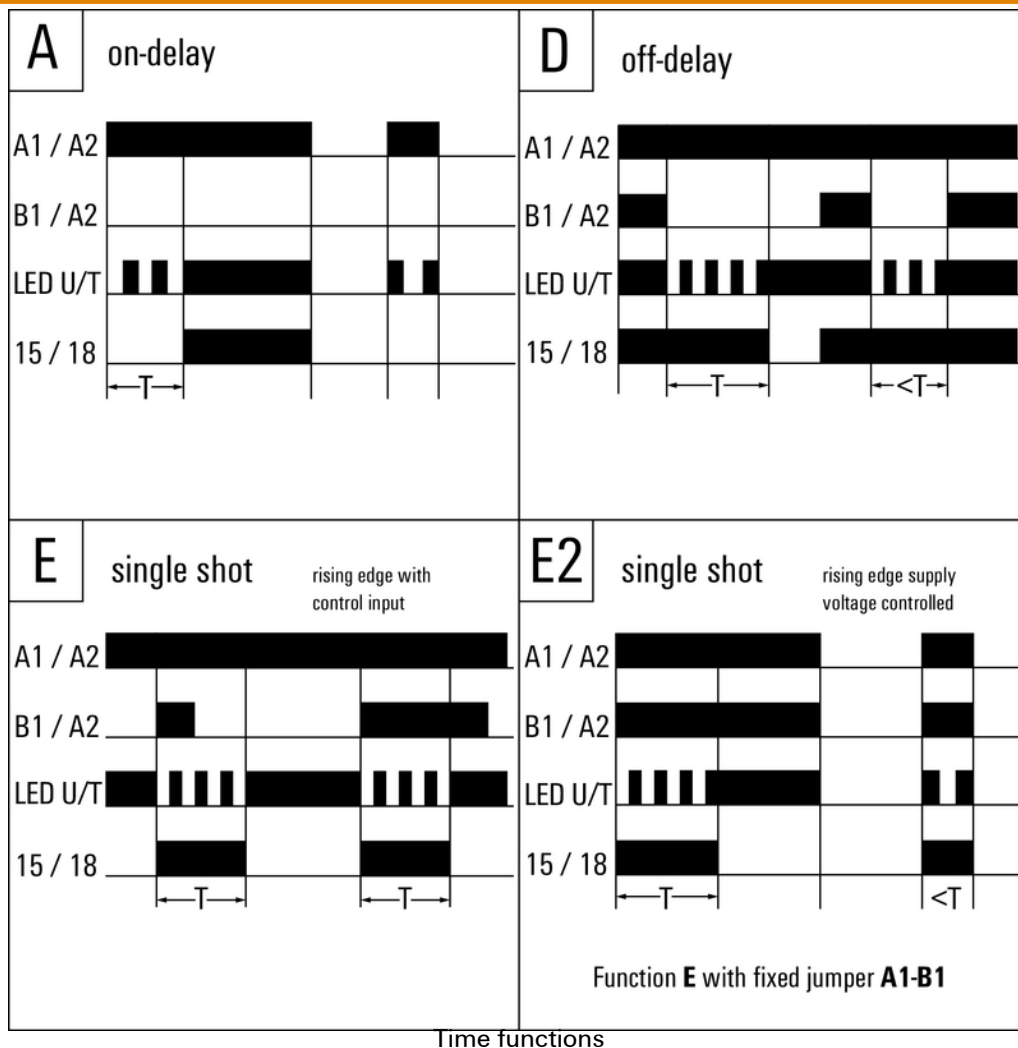 A on-delay
A1 / A2
B1 / A2
LED U/T
15 / 18
T
D off-delay
A1 / A2
B1 / A2
LED U/T
15 / 18
T <T
E single shot rising edge with
control input
A1 / A2
B1 / A2
LED U/T
15 / 18
T T
E2 single shot rising edge supply
voltage controlled
A1 / A2
B1 / A2
LED U/T
15 / 18
T <T
Function E with fixed jumper A1-B1
Time functions